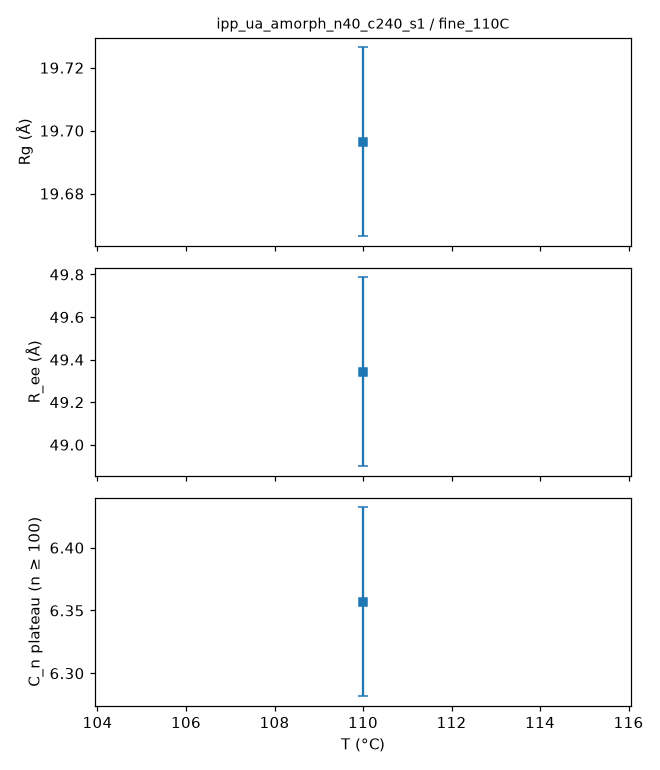 ipp_ua_amorph_n40_c240_s1 / fine_110C
19.72
19.70
19.68
Rg (Å)
49.8
49.6
49.4
49.2
49.0
R_ee (Å)
6.40
6.35
6.30
C_n plateau (n ≥ 100)
104 106 108 110 112 114 116
T (°C)